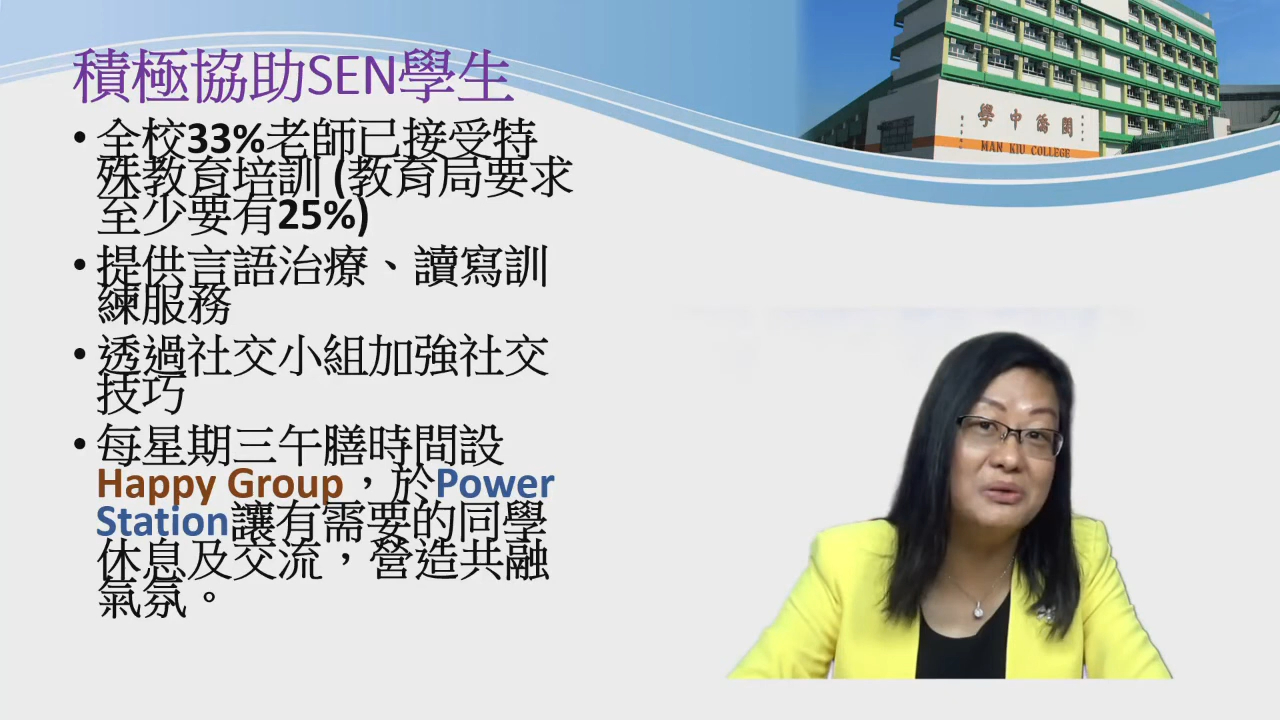 積極協助SEN學生
• 全校33%老師已接受特
殊教育培訓 (教育局要求
至少要有25%)
• 提供言語治療、讀寫訓
練服務
• 透過社交小組加強社交
技巧
• 每星期三午膳時間設
Happy Group，於Power
Station讓有需要的同學
休息及交流，營造共融
氣氛。
學中僑閩
MAN KIU COLLEGE